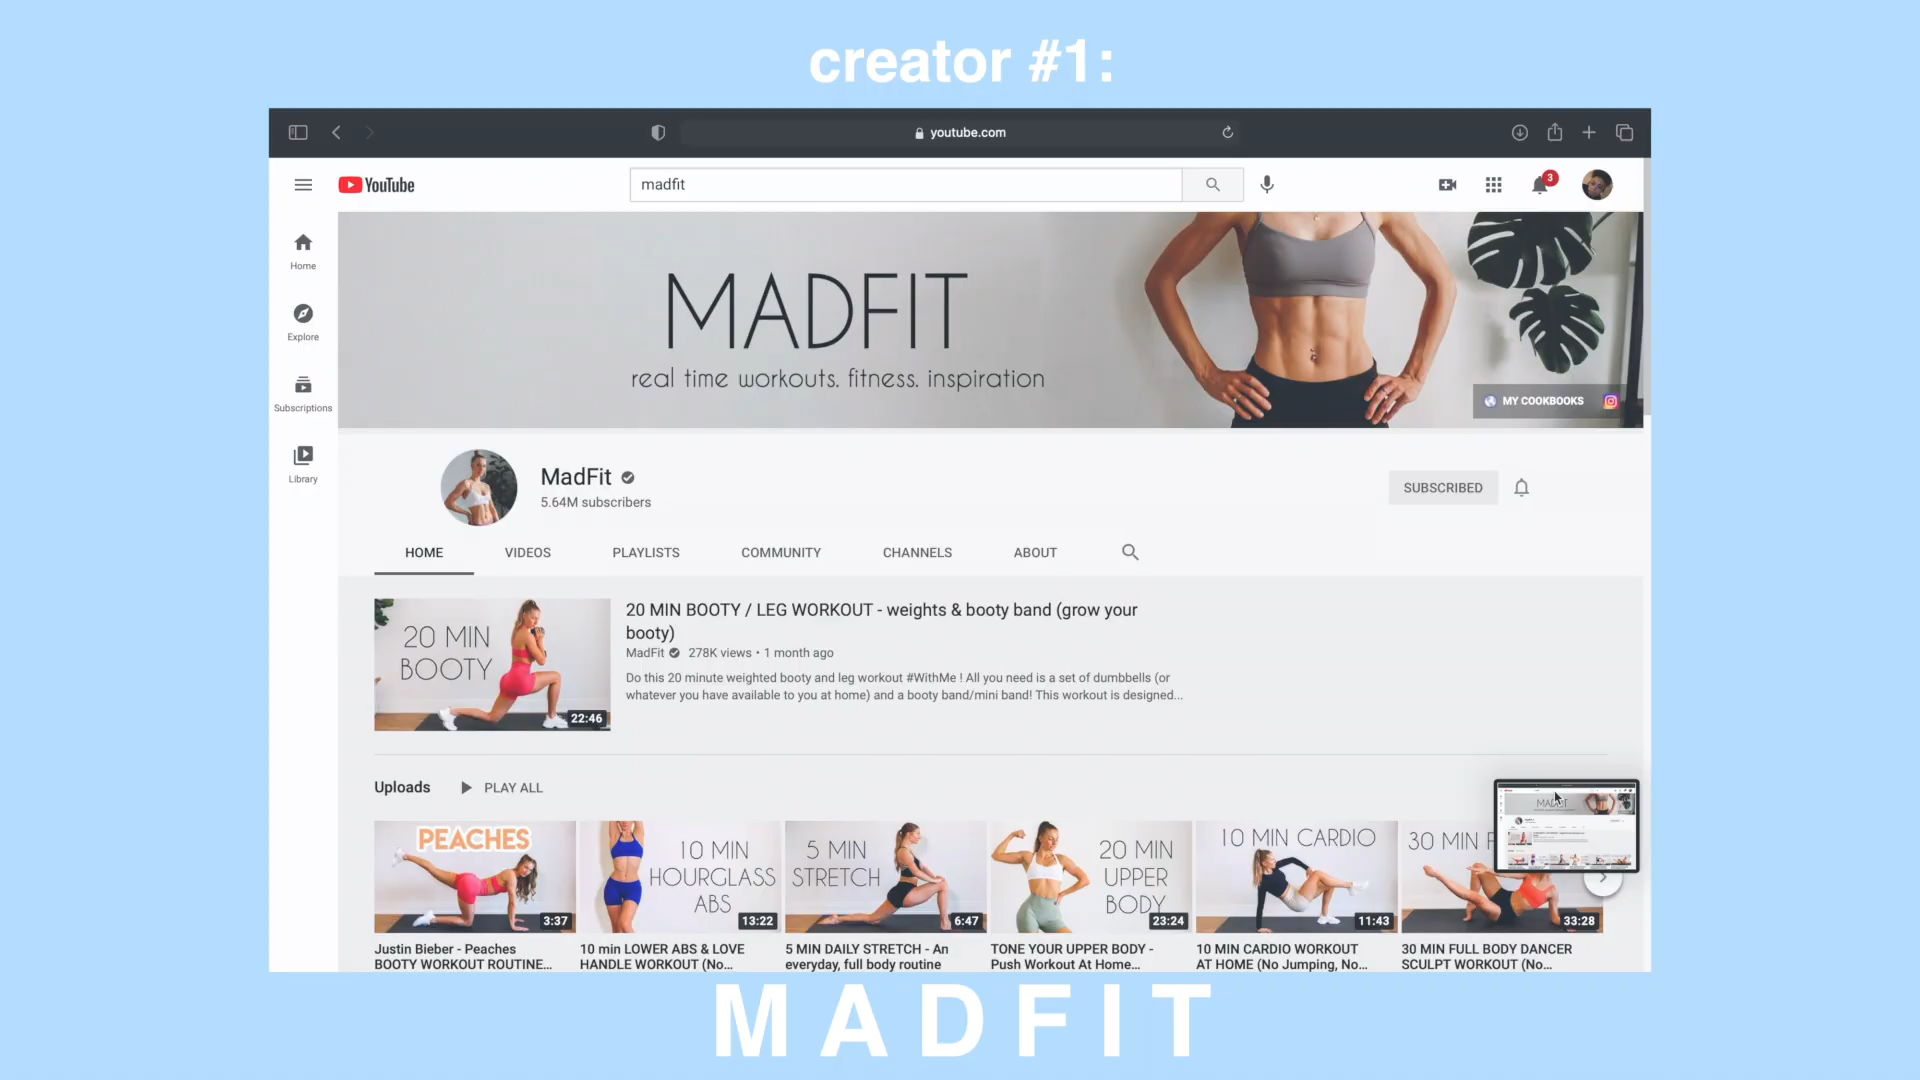 creator #1:
youtube.com
YouTube
madfit
3
Home
Explore
Subscriptions
Library
MADFIT
real time workouts. fitness. inspiration
MY COOKBOOKS
MadFit
5.64M subscribers
SUBSCRIBED
HOME VIDEOS PLAYLISTS COMMUNITY CHANNELS ABOUT
20 MIN
BOOTY
22:46
20 MIN BOOTY / LEG WORKOUT - weights & booty band (grow your
booty)
MadFit 278K views • 1 month ago
Do this 20 minute weighted booty and leg workout #WithMe ! All you need is a set of dumbbells (or
whatever you have available to you at home) and a booty band/mini band! This workout is designed...
Uploads PLAY ALL
PEACHES
3:37
Justin Bieber - Peaches
BOOTY WORKOUT ROUTINE...
10 MIN
HOURGLASS
ABS
13:22
10 min LOWER ABS & LOVE
HANDLE WORKOUT (No...
5 MIN
STRETCH
6:47
5 MIN DAILY STRETCH - An
everyday, full body routine
20 MIN
UPPER
BODY
23:24
TONE YOUR UPPER BODY -
Push Workout At Home...
10 MIN CARDIO
11:43
10 MIN CARDIO WORKOUT
AT HOME (No Jumping, No...
30 MIN
33:28
30 MIN FULL BODY DANCER
SCULPT WORKOUT (No...
MADFIT
MADFIT